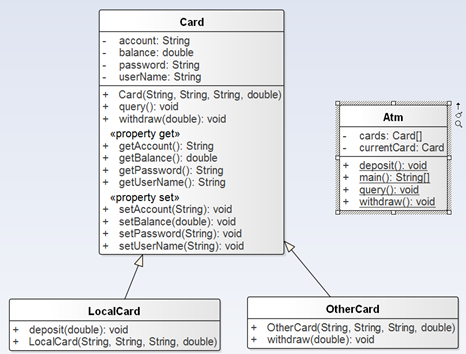 Card
- account: String
- balance: double
- password: String
- userName: String
+ Card(String, String, String, double)
+ query(): void
+ withdraw(double): void
«property get»
+ getAccount(): String
+ getBalance(): double
+ getPassword(): String
+ getUserName(): String
«property set»
+ setAccount(String): void
+ setBalance(double): void
+ setPassword(String): void
+ setUserName(String): void
Atm
- cards: Card[]
- currentCard: Card
+ deposit(): void
+ main(): String[]
+ query(): void
+ withdraw(): void
LocalCard
+ deposit(double): void
+ LocalCard(String, String, String, double)
OtherCard
+ OtherCard(String, String, String, double)
+ withdraw(double): void